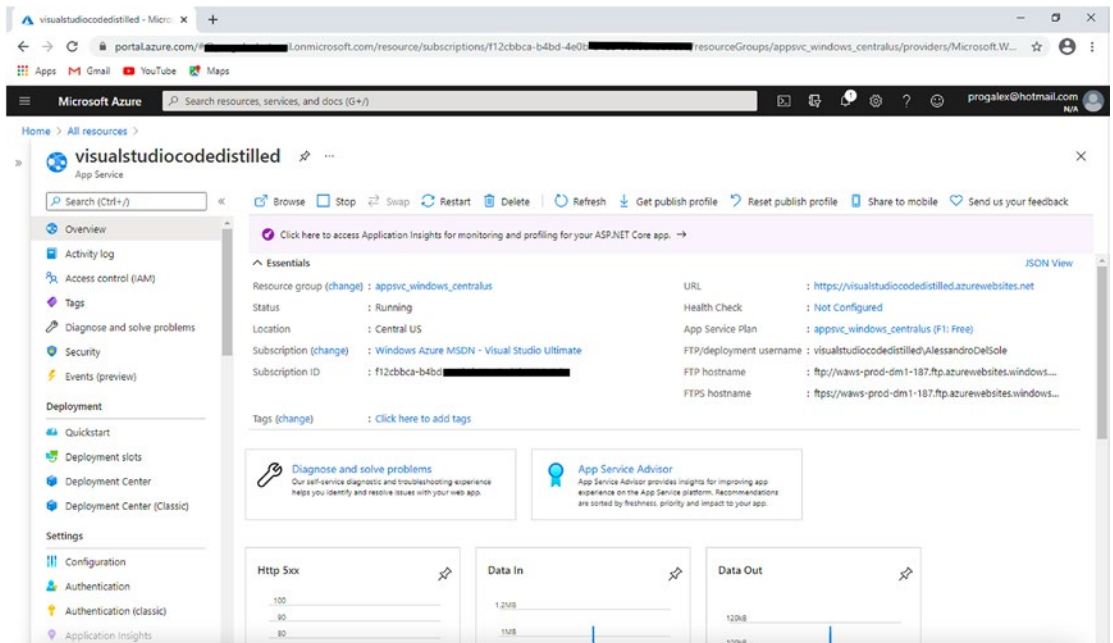 visualstudiocodedistilled - Micro
portal.azure.com/# l.onmicrosoft.com/resource/subscriptions/f12cbbca-b4bd-4e0b /resourceGroups/appsvc_windows_centralus/providers/Microsoft.W...
Apps Gmail YouTube Maps
Microsoft Azure Search resources, services, and docs (G+/) 1 progalex@hotmail.com
N/A
Home > All resources >
visualstudiocodedistilled ...
App Service
Search (Ctrl+/)
Browse Stop Swap Restart Delete Refresh Get publish profile Reset publish profile Share to mobile Send us your feedback
Overview
Activity log
Access control (IAM)
Tags
Diagnose and solve problems
Security
Events (preview)
Deployment
Quickstart
Deployment slots
Deployment Center
Deployment Center (Classic)
Settings
Configuration
Authentication
Authentication (classic)
Application Insights
Click here to access Application Insights for monitoring and profiling for your ASP.NET Core app. →
Essentials JSON View
Resource group (change) : appsvc_windows_centralus
Status : Running
Location : Central US
Subscription (change) : Windows Azure MSDN - Visual Studio Ultimate
Subscription ID : f12cbbca-b4bd
Tags (change) : Click here to add tags
URL : https://visualstudiocodedistilled.azurewebsites.net
Health Check : Not Configured
App Service Plan : appsvc_windows_centralus (F1: Free)
FTP/deployment username : visualstudiocodedistilled\AlessandroDelSole
FTP hostname : ftp://waws-prod-dm1-187.ftp.azurewebsites.windows....
FTPS hostname : ftps://waws-prod-dm1-187.ftp.azurewebsites.windows...
Diagnose and solve problems
Our self-service diagnostic and troubleshooting experience
helps you identify and resolve issues with your web app.
App Service Advisor
App Service Advisor provides insights for improving app
experience on the App Service platform. Recommendations
are sorted by freshness, priority and impact to your app.
Http 5xx
100
90
80
Data In
1.2MB
1MB
Data Out
120kB
100kB